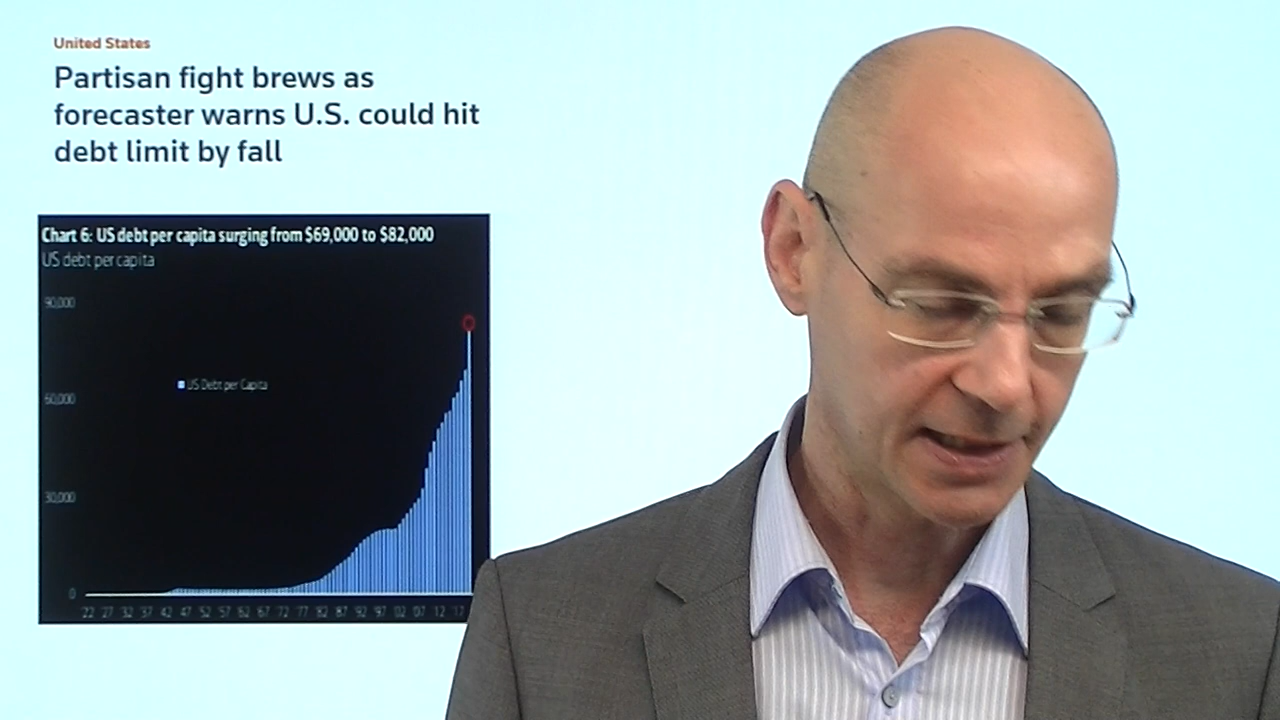 United States
Partisan fight brews as
forecaster warns U.S. could hit
debt limit by fall
Chart 6: US debt per capita surging from $69,000 to $82,000
US debt per capita
90,000
US Debt per Capita
60,000
30,000
0
22 27 32 37 42 47 52 57 62 67 72 77 82 87 92 97 02 07 12 17